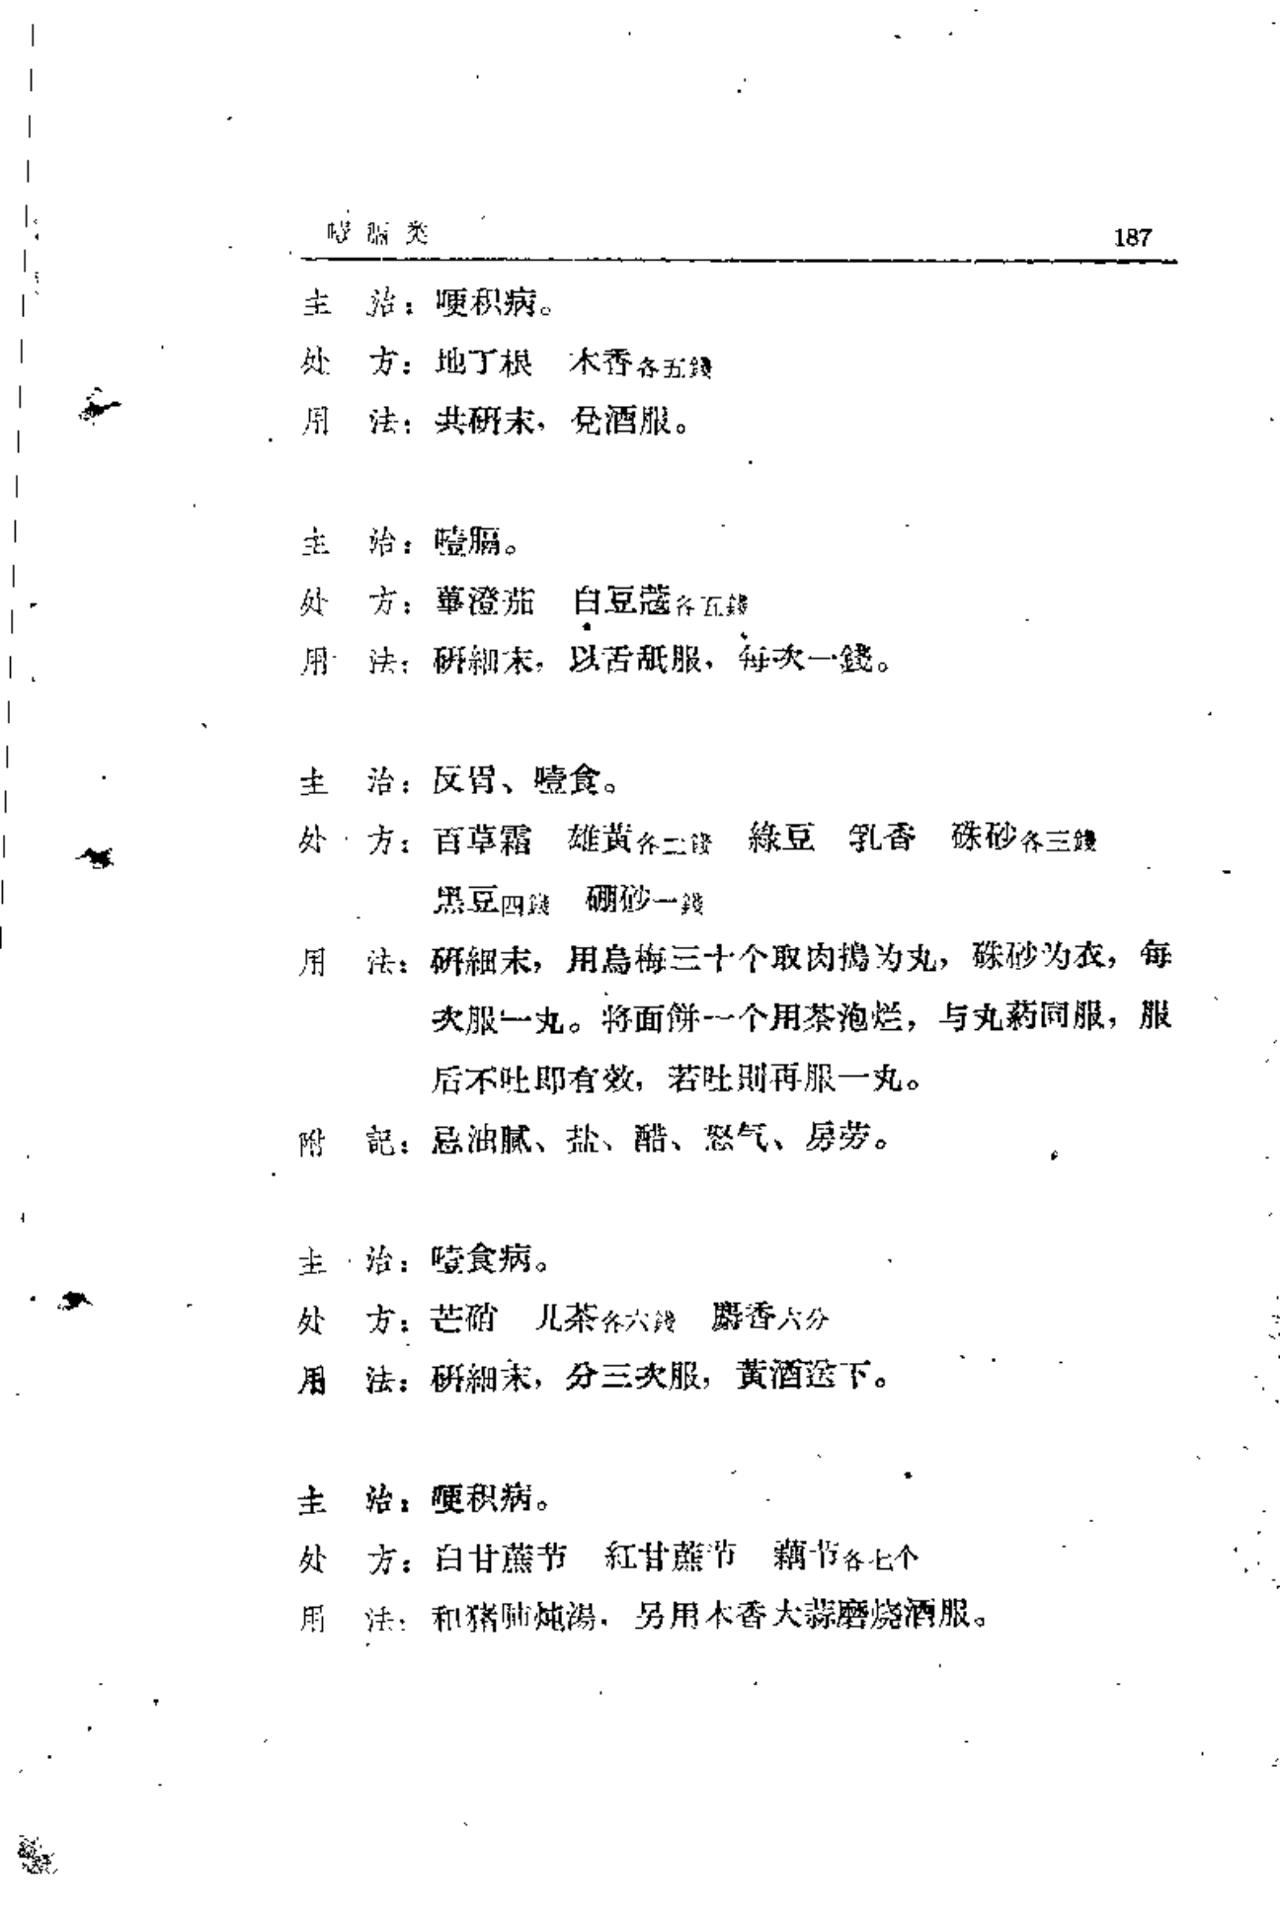 噎膈类 187
主　治：哽积病。
处　方：地丁根　木香各五錢
用　法：共研末，兌酒服。
主　治：噎膈。
处　方：蓽澄茄　白豆蔻各五錢
用　法：研細末，以舌舐服，每次一錢。
主　治：反胃、噎食。
处　方：百草霜　雄黃各二錢　綠豆　乳香　硃砂各三錢
黑豆四錢　硼砂一錢
用　法：研細末，用烏梅三十个取肉搗为丸，硃砂为衣，每
次服一丸。将面餅一个用茶泡烂，与丸葯同服，服
后不吐即有效，若吐則再服一丸。
附　記：忌油腻、盐、醋、怒气、房劳。
主　治：噎食病。
处　方：芒硝　儿茶各六錢　麝香六分
用　法：研細末，分三次服，黃酒送下。
主　治：哽积病。
处　方：白甘蔗节　紅甘蔗节　藕节各七个
用　法：和猪肺炖湯，另用木香大蒜磨烧酒服。